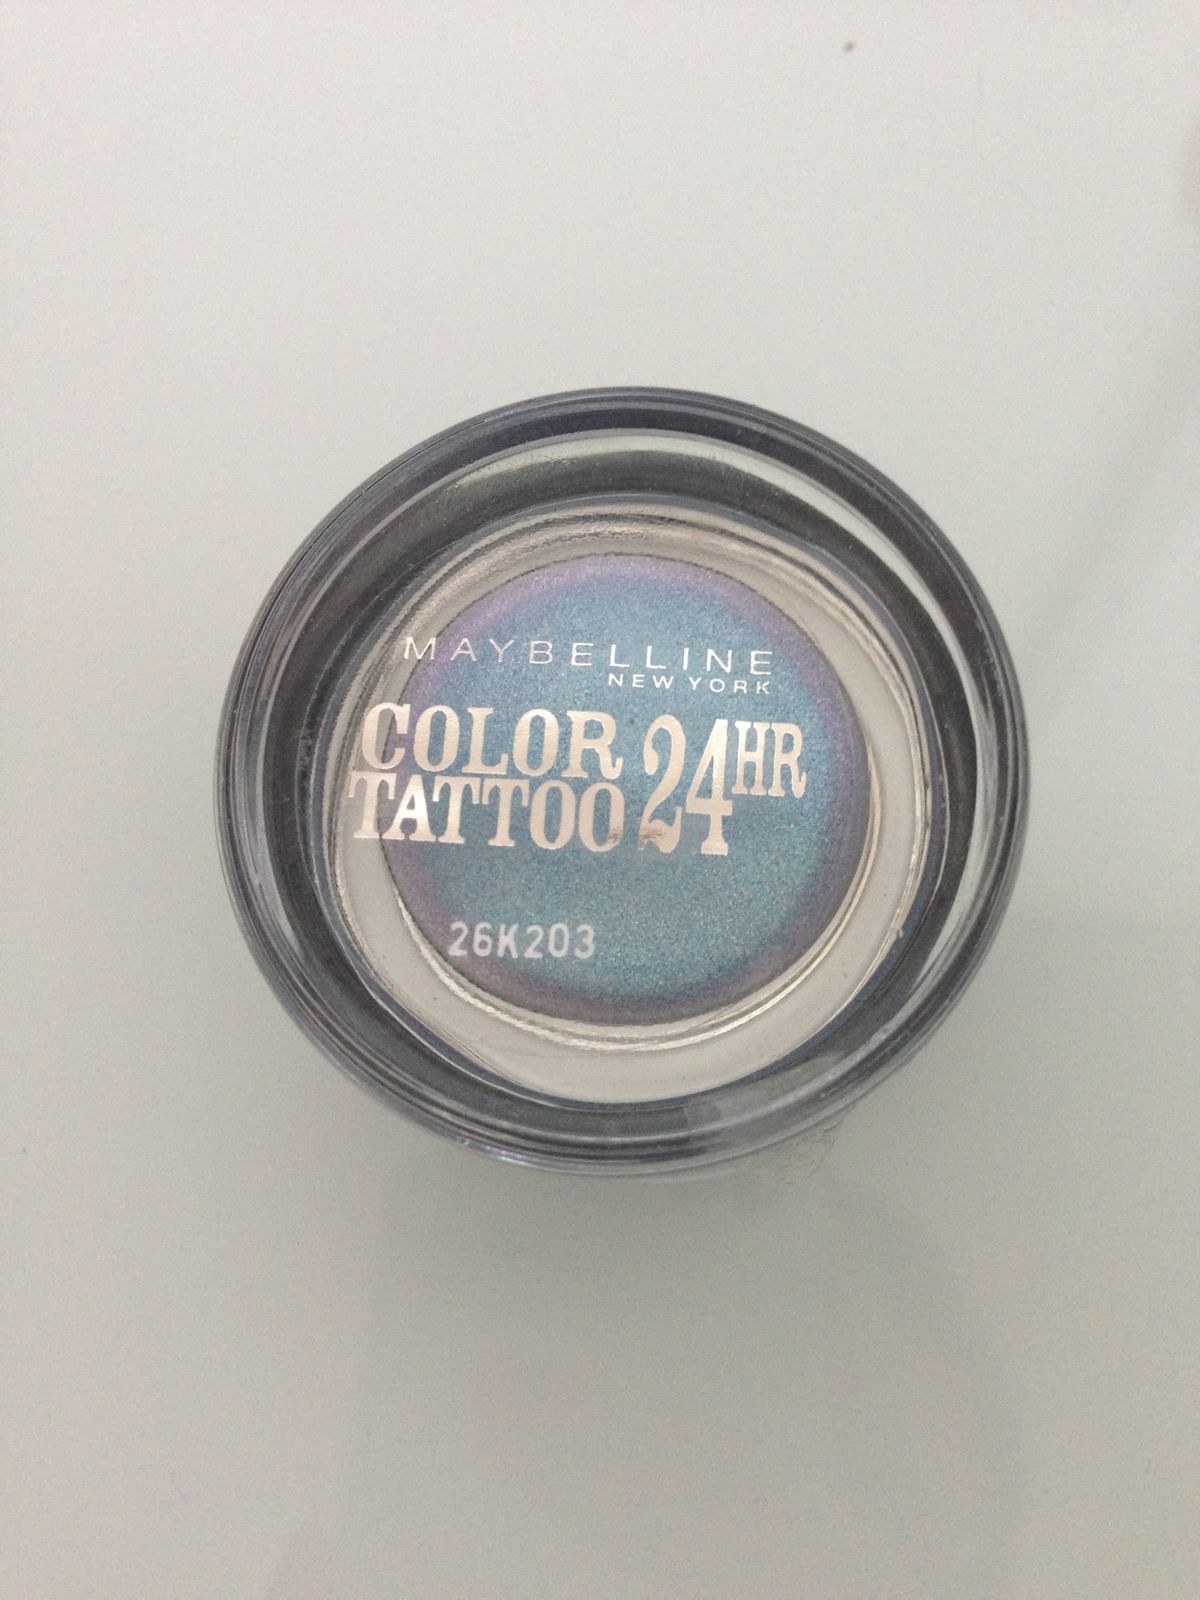 MAYBELLINE
NEW YORK
COLOR
TATTOO 24HR
26K203